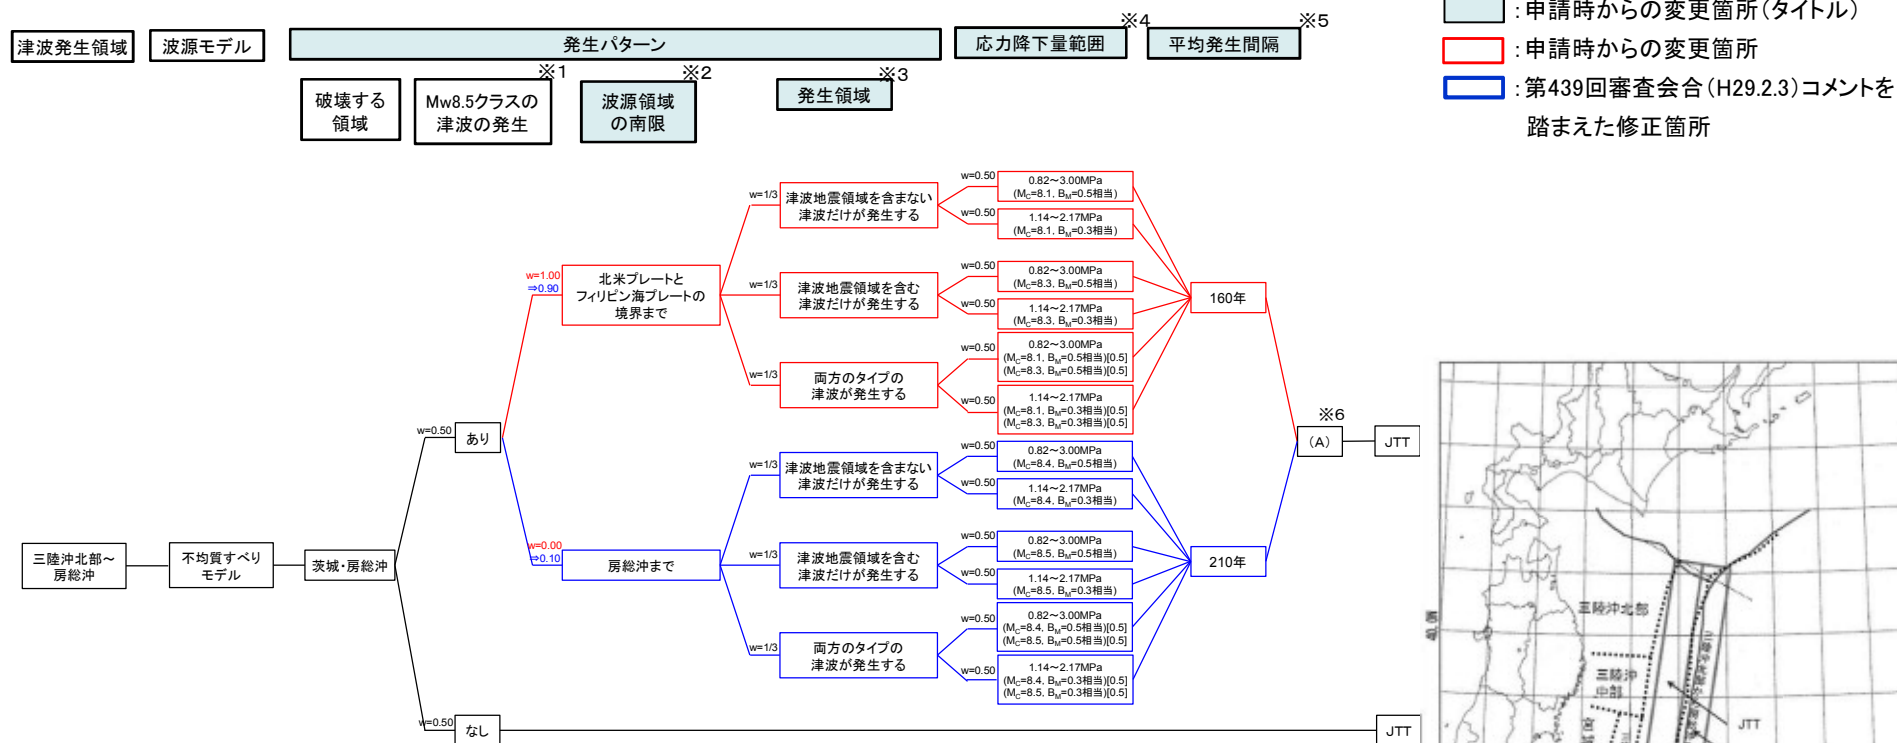 ：申請時からの変更箇所(タイトル)
：申請時からの変更箇所
：第439回審査会合(H29.2.3)コメントを
踏まえた修正箇所
津波発生領域
波源モデル
発生パターン
応力降下量範囲
※4
平均発生間隔
※5
破壊する
領域
Mw8.5クラスの
津波の発生
※1
波源領域
の南限
※2
発生領域
※3
三陸沖北部～
房総沖
不均質すべり
モデル
茨城・房総沖
w=0.50
あり
w=1.00
⇒0.90
北米プレートと
フィリピン海プレートの
境界まで
w=1/3
津波地震領域を含まない
津波だけが発生する
w=0.50
0.82～3.00MPa
(MC=8.1, BM=0.5相当)
w=0.50
1.14～2.17MPa
(MC=8.1, BM=0.3相当)
w=1/3
津波地震領域を含む
津波だけが発生する
w=0.50
0.82～3.00MPa
(MC=8.3, BM=0.5相当)
w=0.50
1.14～2.17MPa
(MC=8.3, BM=0.3相当)
w=1/3
両方のタイプの
津波が発生する
w=0.50
0.82～3.00MPa
(MC=8.1, BM=0.5相当)[0.5]
(MC=8.3, BM=0.5相当)[0.5]
w=0.50
1.14～2.17MPa
(MC=8.1, BM=0.3相当)[0.5]
(MC=8.3, BM=0.3相当)[0.5]
160年
w=0.00
⇒0.10
房総沖まで
w=1/3
津波地震領域を含まない
津波だけが発生する
w=0.50
0.82～3.00MPa
(MC=8.4, BM=0.5相当)
w=0.50
1.14～2.17MPa
(MC=8.4, BM=0.3相当)
w=1/3
津波地震領域を含む
津波だけが発生する
w=0.50
0.82～3.00MPa
(MC=8.5, BM=0.5相当)
w=0.50
1.14～2.17MPa
(MC=8.5, BM=0.3相当)
w=1/3
両方のタイプの
津波が発生する
w=0.50
0.82～3.00MPa
(MC=8.4, BM=0.5相当)[0.5]
(MC=8.5, BM=0.5相当)[0.5]
w=0.50
1.14～2.17MPa
(MC=8.4, BM=0.3相当)[0.5]
(MC=8.5, BM=0.3相当)[0.5]
210年
※6
(A)
JTT
w=0.50
なし
JTT
40.0N
三陸沖北部
三陸沖
中部
JTT